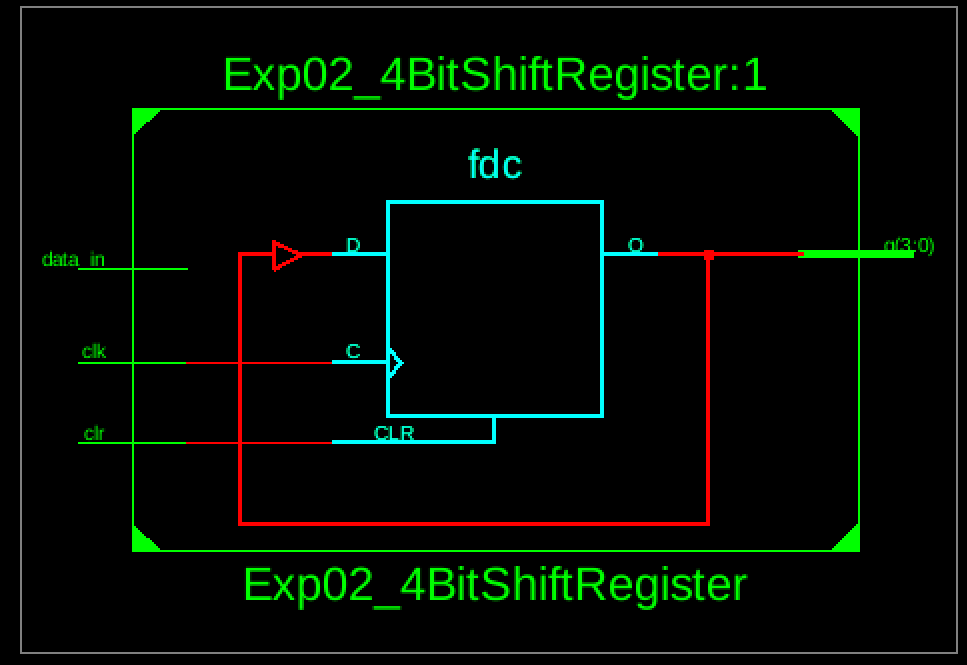 Exp02_4BitShiftRegister:1
fdc
data_in
D
Q
q(3:0)
clk
C
clr
CLR
Exp02_4BitShiftRegister